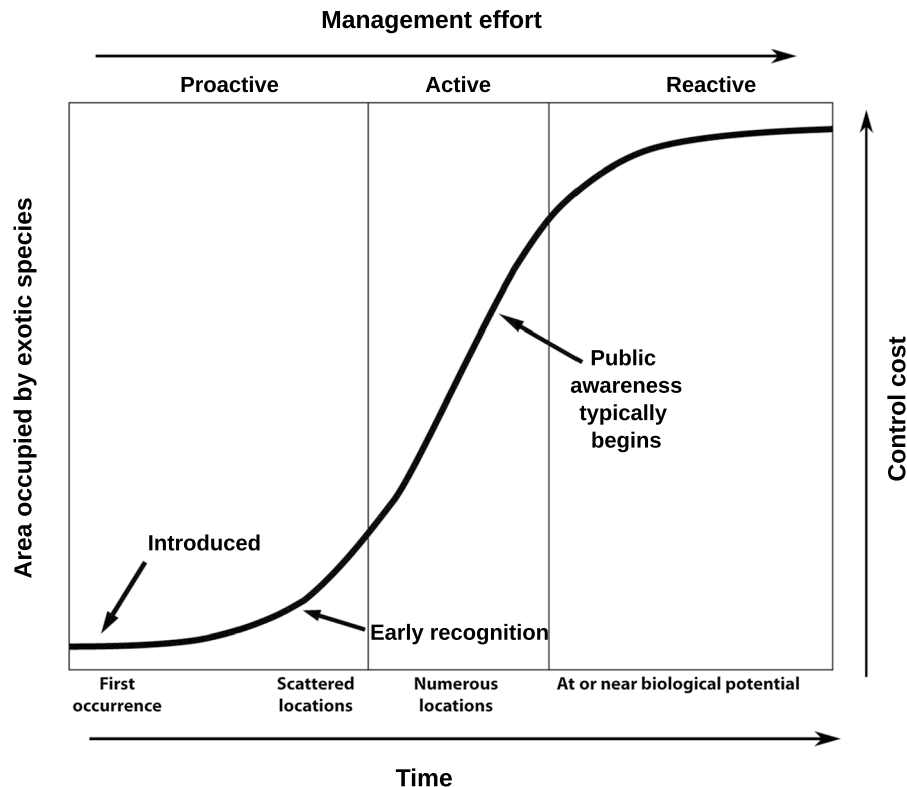 Management effort
Proactive
Active
Reactive
Area occupied by exotic species
Control cost
Public
awareness
typically
begins
Introduced
Early recognition
First
occurrence
Scattered
locations
Numerous
locations
At or near biological potential
Time